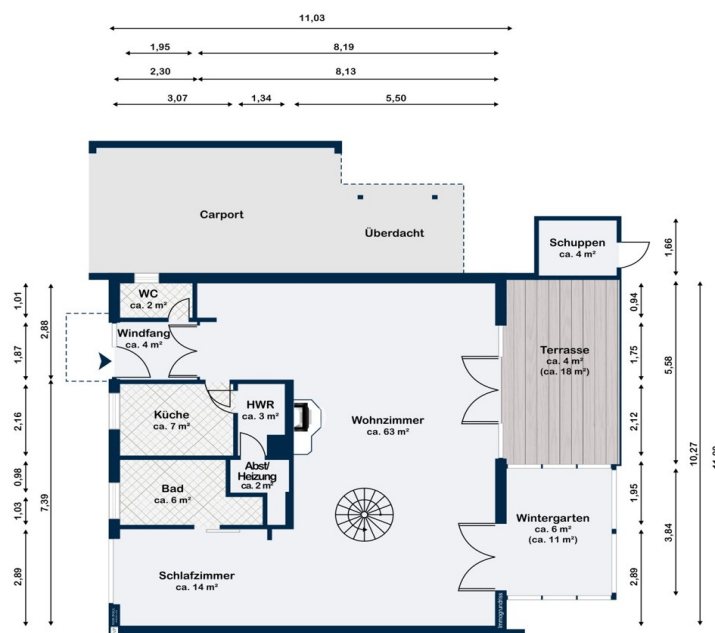 11,03
1,95
8,19
2,30
8,13
3,07
1,34
5,50
Carport
Überdacht
Schuppen
ca. 4 m²
1,66
WC
ca. 2 m²
Windfang
ca. 4 m²
Küche
ca. 7 m²
HWR
ca. 3 m²
Abst/
Heizung
ca. 2 m²
Bad
ca. 6 m²
Schlafzimmer
ca. 14 m²
Wohnzimmer
ca. 63 m²
Terrasse
ca. 4 m²
(ca. 18 m²)
Wintergarten
ca. 6 m²
(ca. 11 m²)
1,01
1,87
2,16
0,98
1,03
2,89
2,88
7,39
0,94
1,75
2,12
1,95
2,89
5,58
3,84
10,27
Immogrundriss